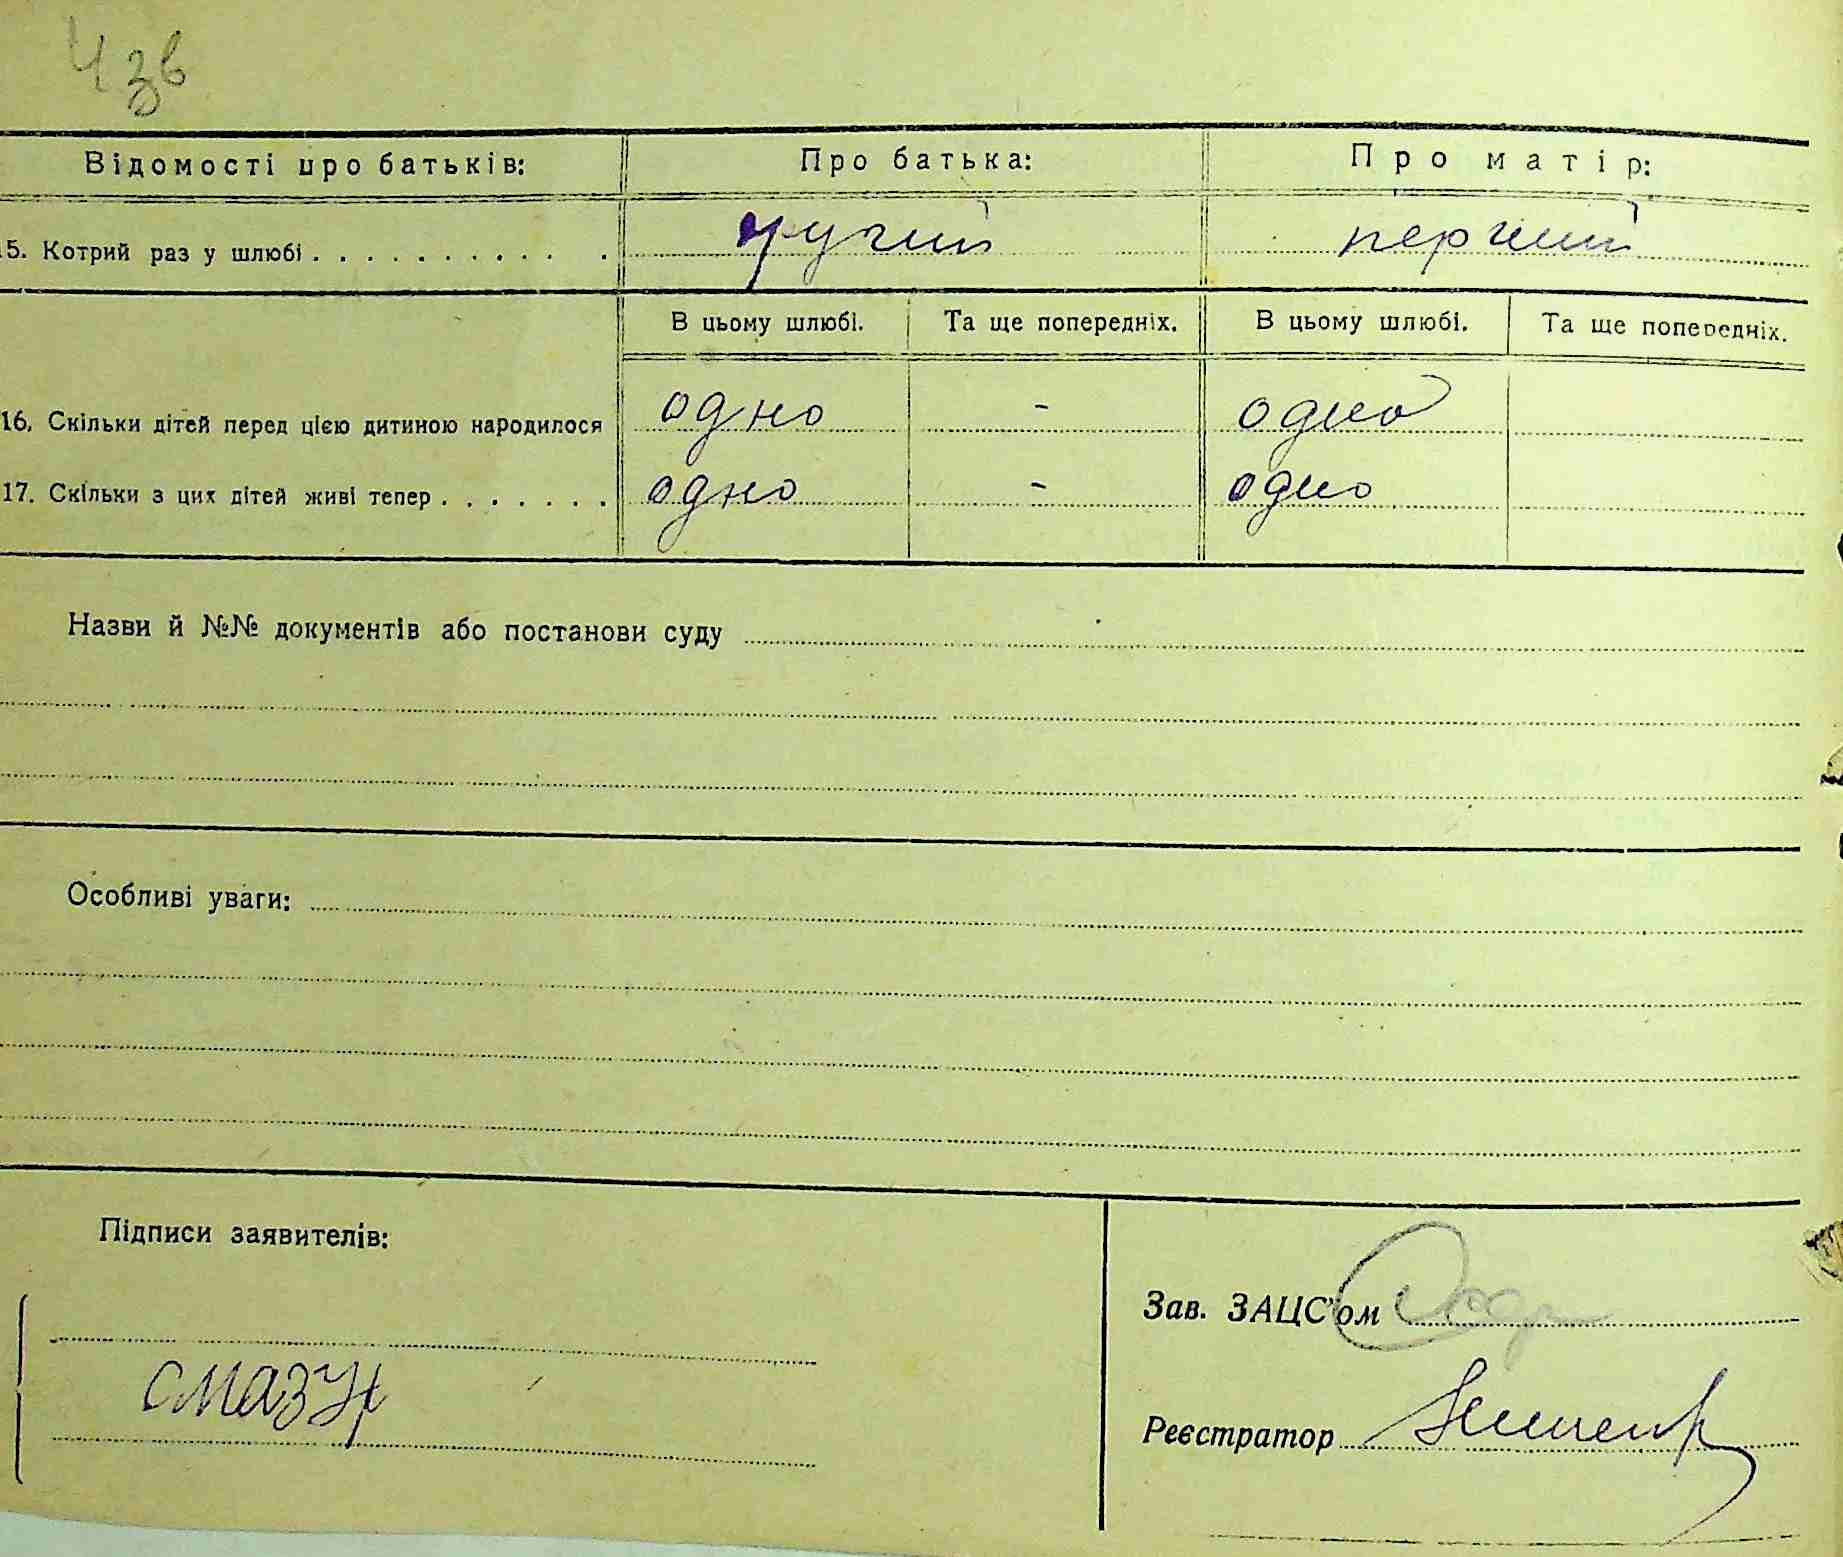 Ч зв
Відомості про батьків: Про батька: Про матір:
15. Котрий раз у шлюбі . . . . . . . . . . . . другий перший
В цьому шлюбі. Та ще попередніх. В цьому шлюбі. Та ще попередніх.
16. Скільки дітей перед цією дитиною народилося одно - одно
17. Скільки з цих дітей живі тепер . . . . . . . одно - одно
Назви й №№ документів або постанови суду
Особливі уваги:
Підписи заявителів:
Зав. ЗАЦС'ом
смазур
Реєстратор